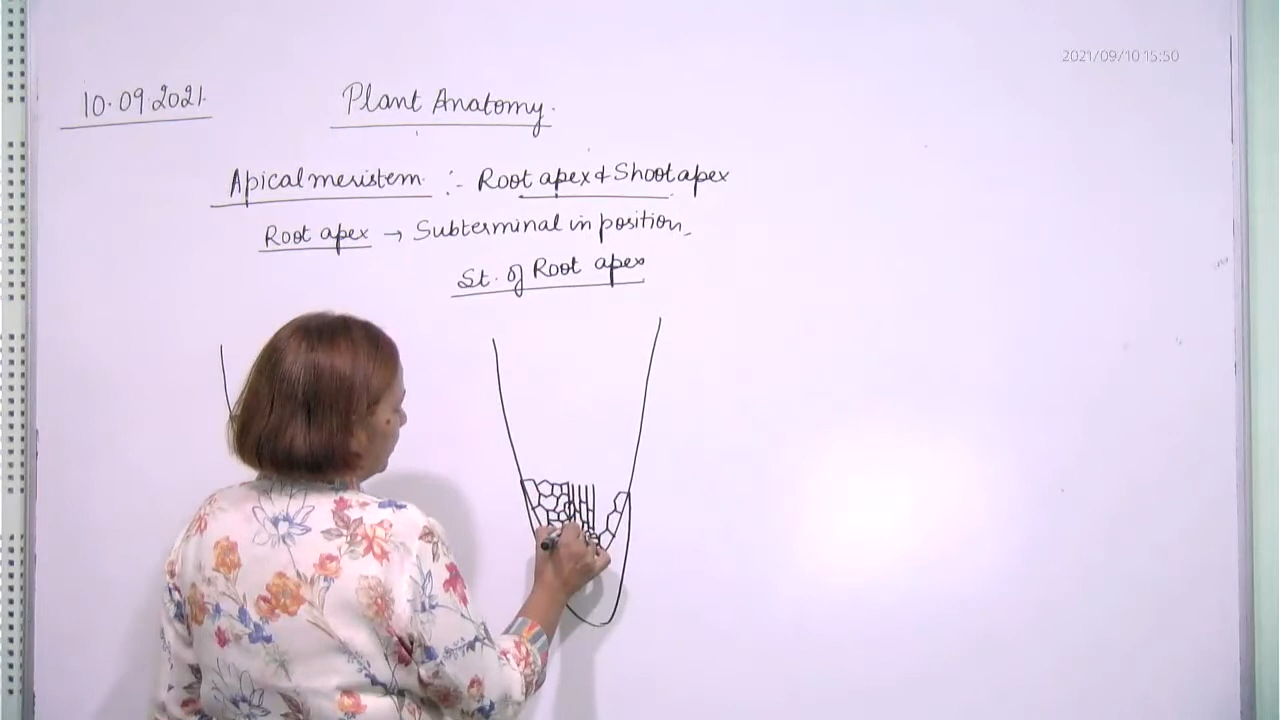 2021/09/10 15:50
10.09.2021. Plant Anatomy.
Apical meristem :- Root apex & Shoot apex
Root apex → Subterminal in position
St. of Root apex